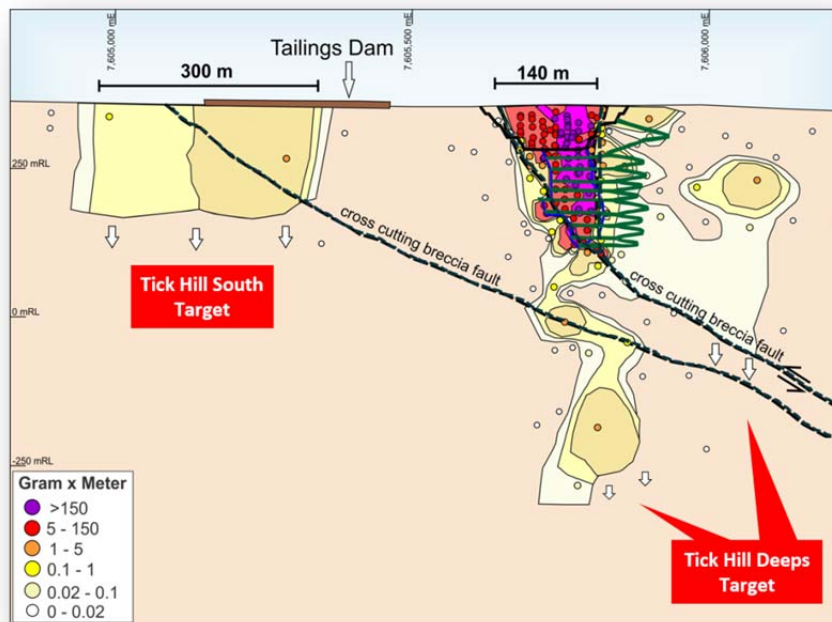 7,605,000 mE
7,605,500 mE
7,606,000 mE
Tailings Dam
300 m
140 m
250 mRL
cross cutting breccia fault
Tick Hill South
Target
0 mRL
cross cutting breccia fault
-250 mRL
Gram x Meter
>150
5 - 150
1 - 5
0.1 - 1
0.02 - 0.1
0 - 0.02
Tick Hill Deeps
Target